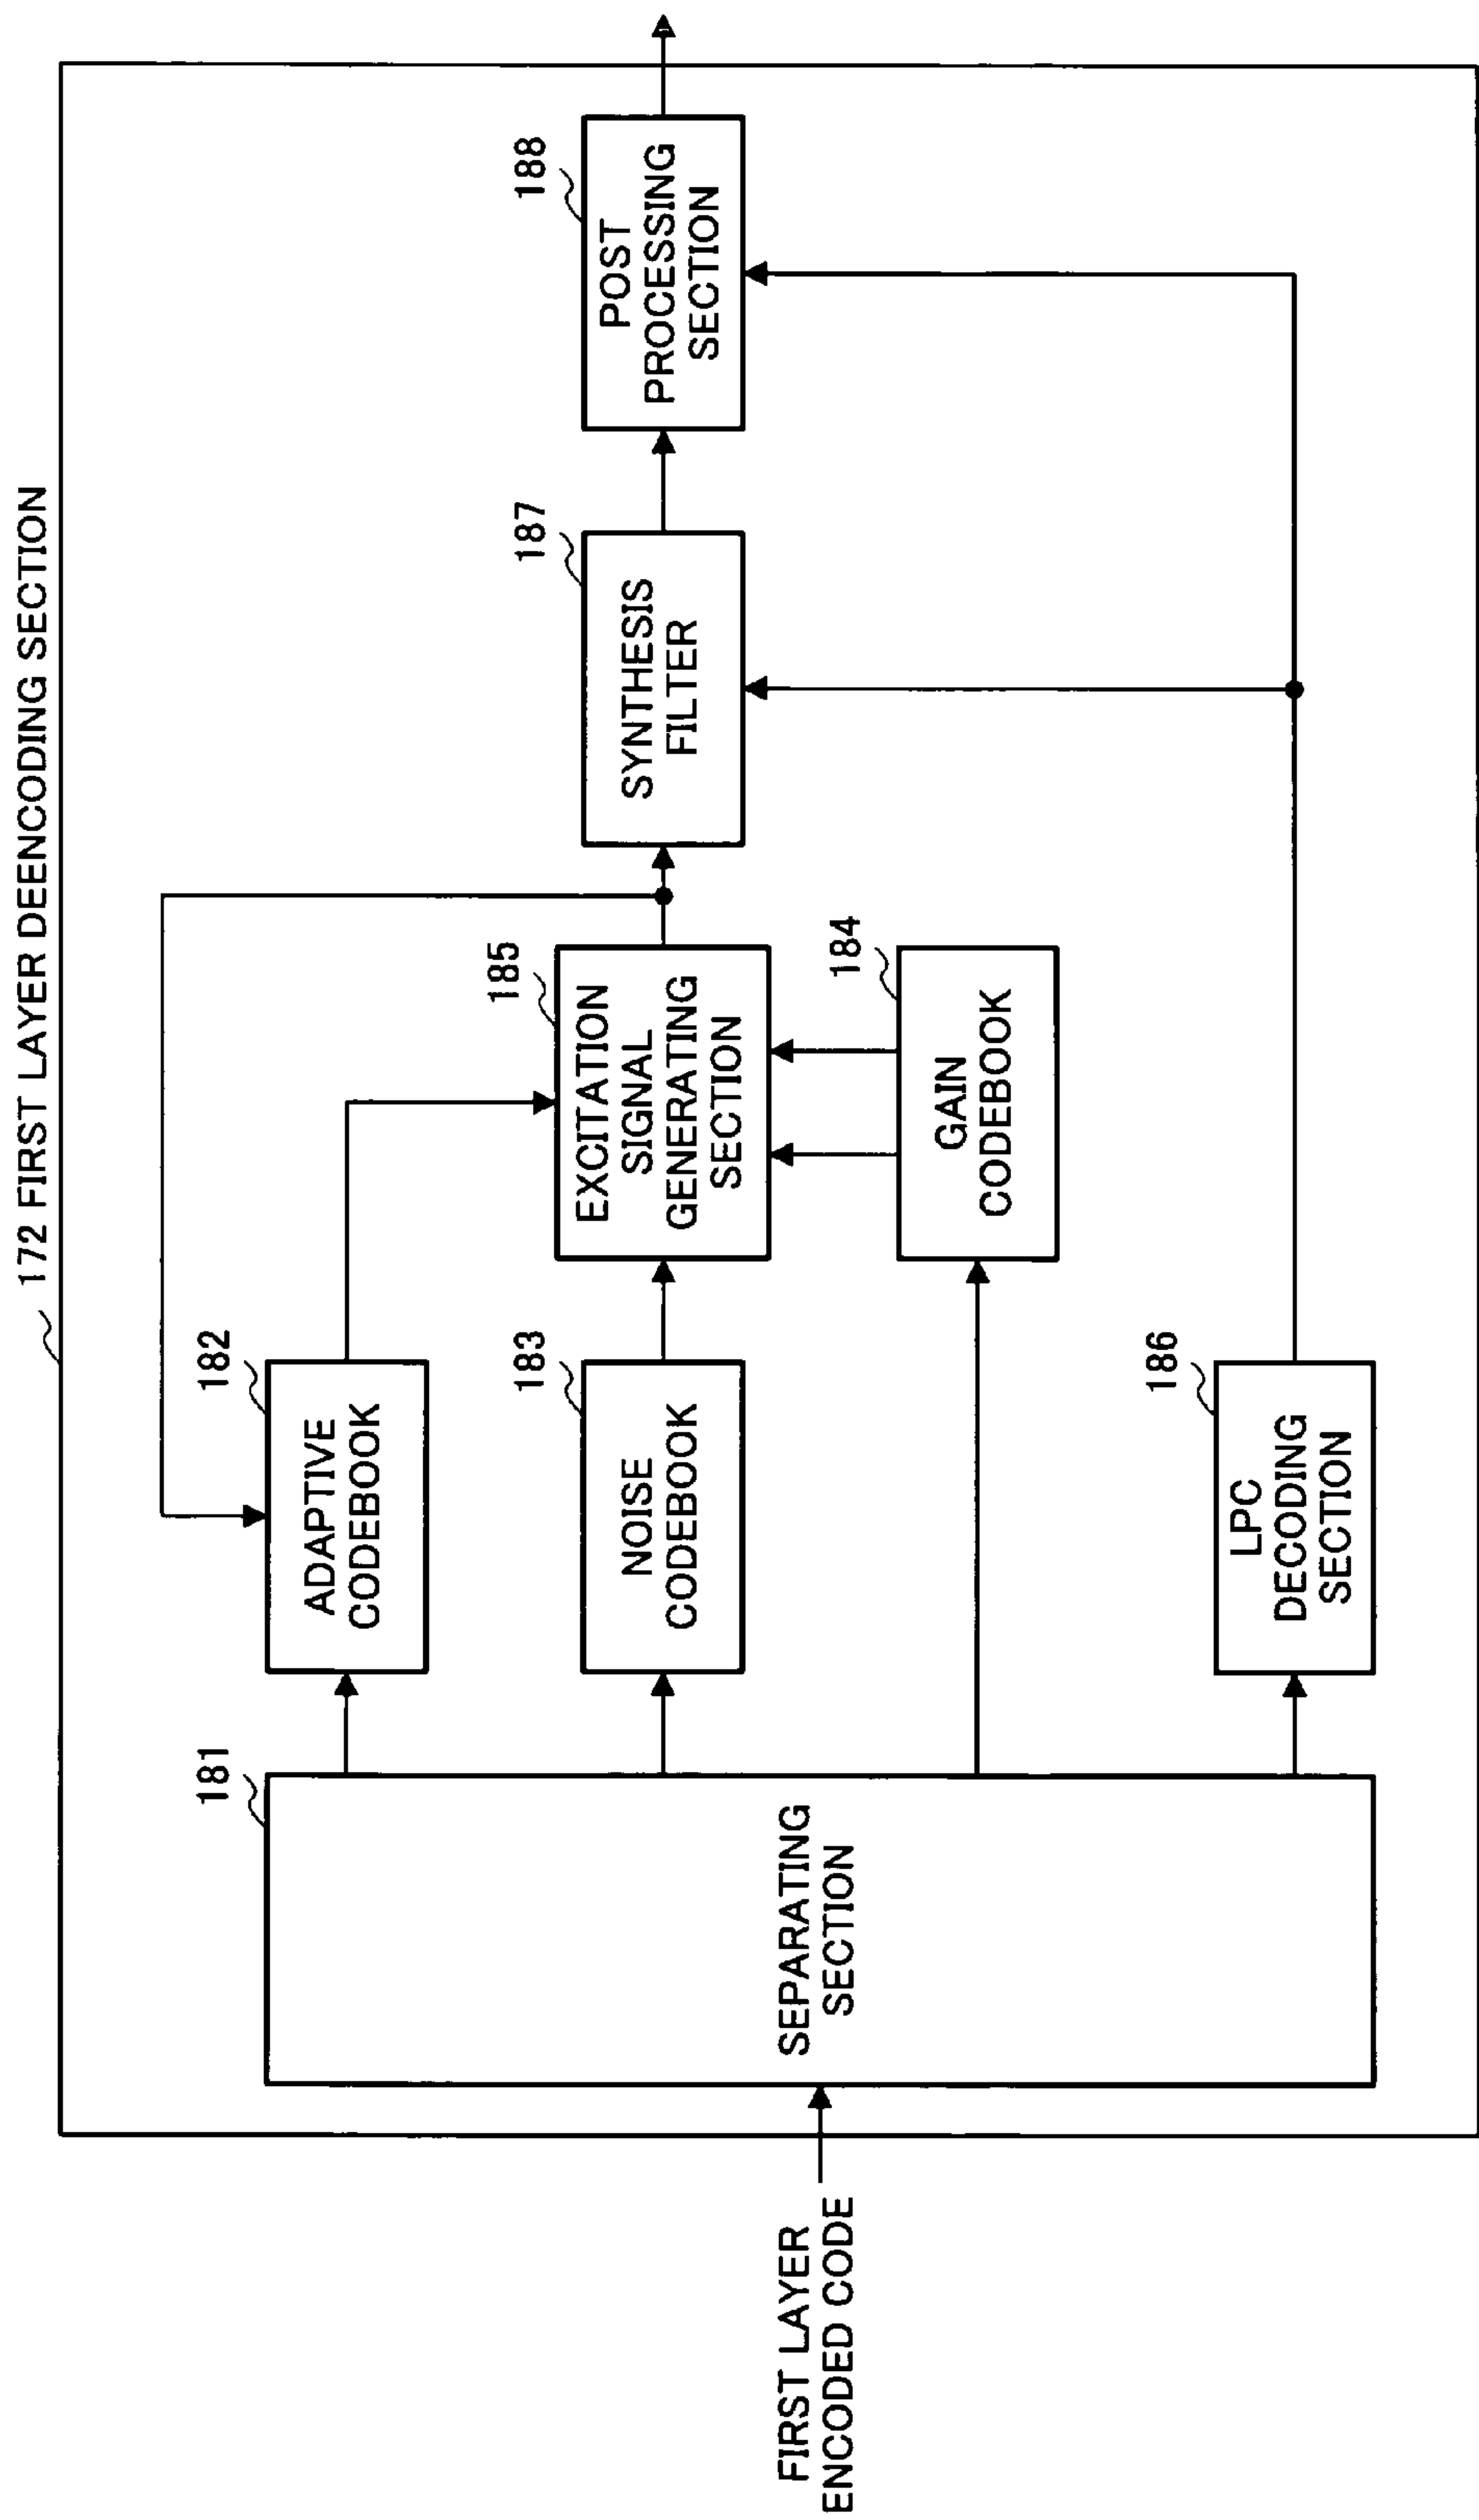 172 FIRST LAYER DEENCODING SECTION
FIRST LAYER
ENCODED CODE
181
SEPARATING
SECTION
182
ADAPTIVE
CODEBOOK
183
NOISE
CODEBOOK
184
GAIN
CODEBOOK
185
EXCITATION
SIGNAL
GENERATING
SECTION
186
LPC
DECODING
SECTION
187
SYNTHESIS
FILTER
188
POST
PROCESSING
SECTION